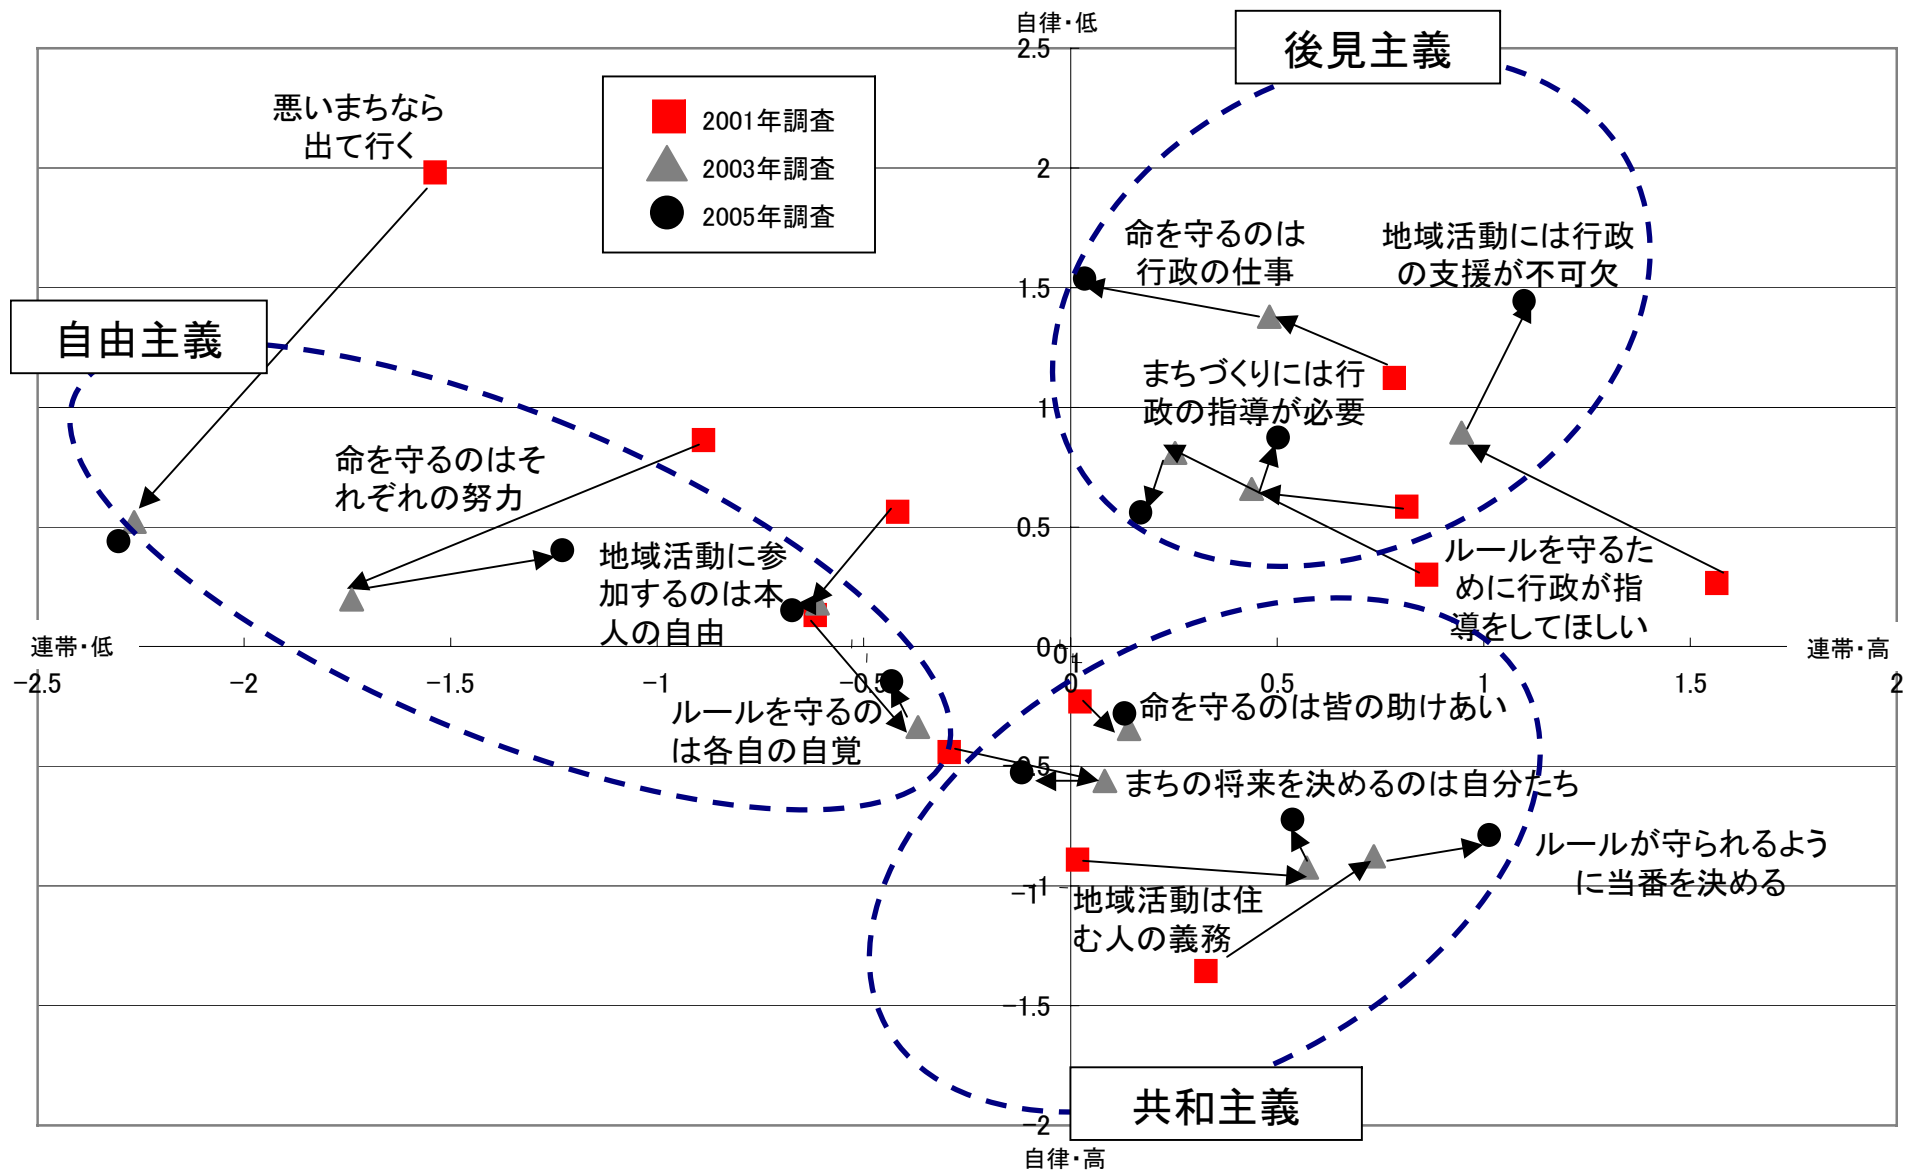 自律・低
2.5
後見主義
2001年調査
2003年調査
2005年調査
悪いまちなら
出て行く
2
命を守るのは
行政の仕事
地域活動には行政
の支援が不可欠
1.5
自由主義
まちづくりには行
政の指導が必要
1
命を守るのはそ
れぞれの努力
0.5
地域活動に参
加するのは本
人の自由
ルールを守るた
めに行政が指
導をしてほしい
連帯・低
0
連帯・高
-2.5
-2
-1.5
-1
-0.5
0
0.5
1
1.5
2
ルールを守るの
は各自の自覚
命を守るのは皆の助けあい
-0.5
まちの将来を決めるのは自分たち
ルールが守られるよう
に当番を決める
-1
地域活動は住
む人の義務
-1.5
共和主義
-2
自律・高